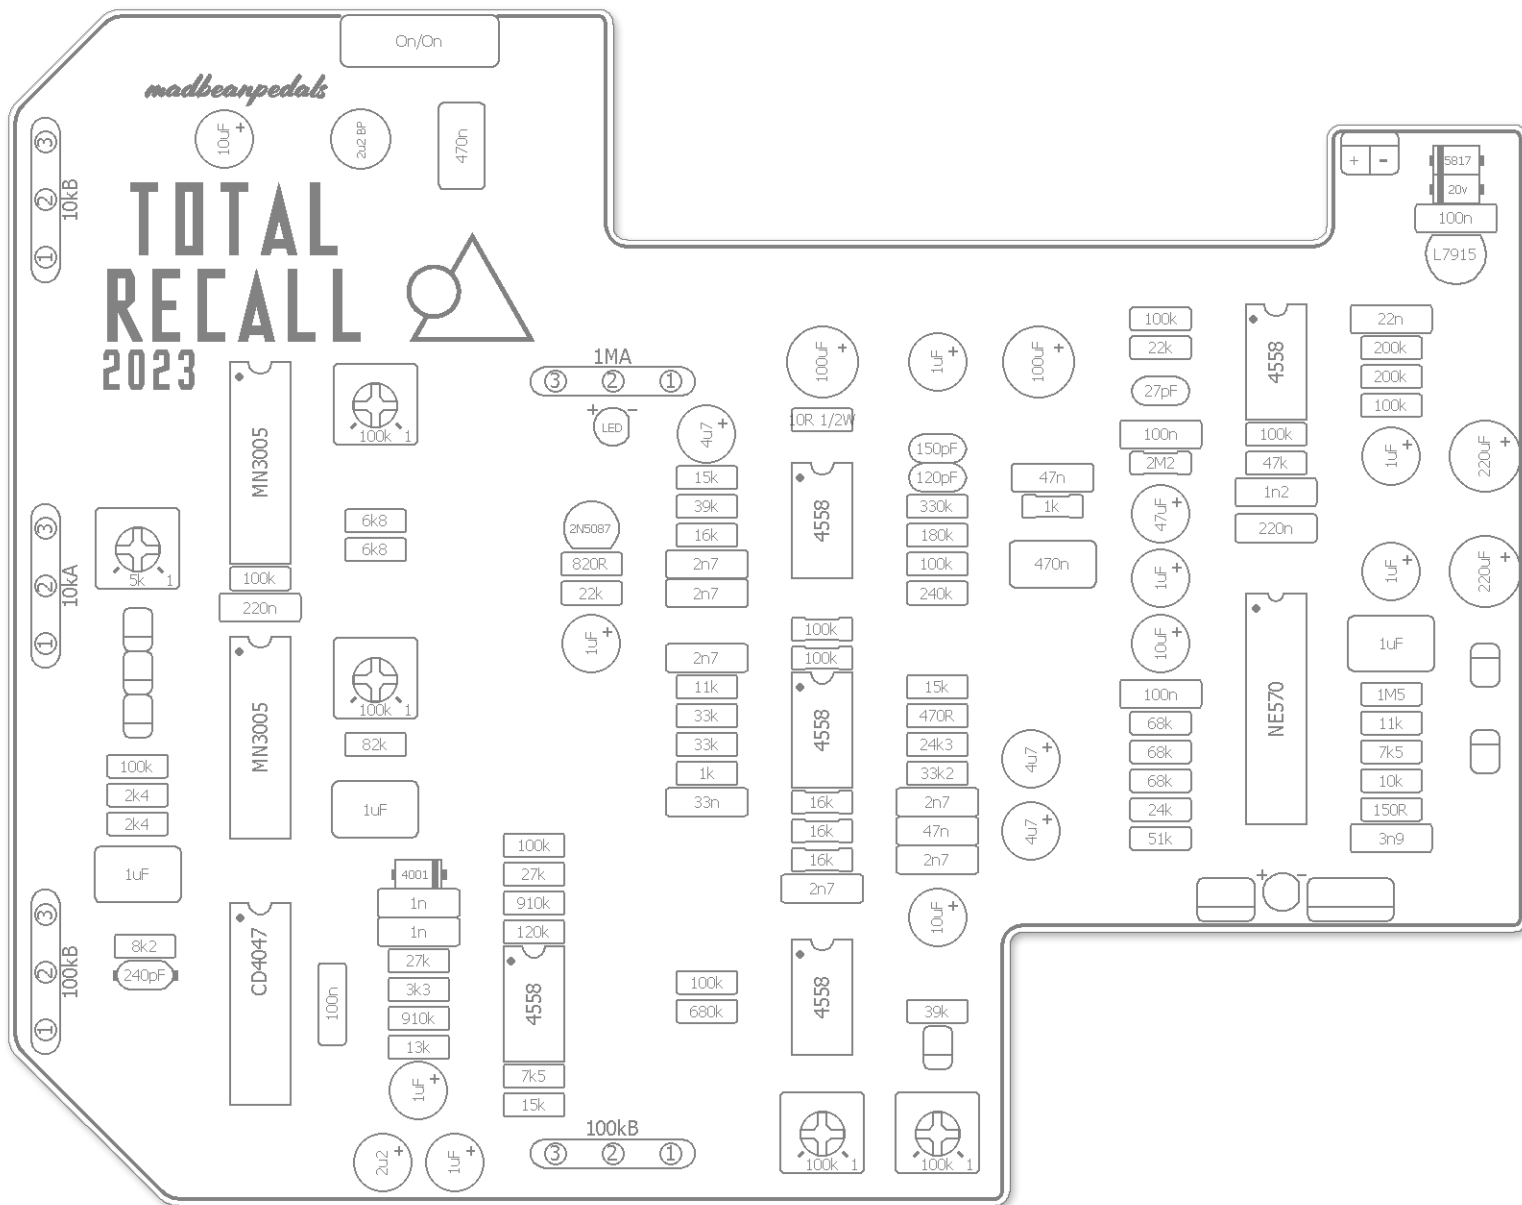 On/On
madbeanpedals
10uF +
2u2 BP
470n
3
2
1
10kB
TOTAL
RECALL
2023
+ -
5817
20v
100n
L7915
1MA
3 2 1
+ -
LED
MN3005
100k 1
6k8
6k8
100k
220n
3
2
1
10kA
5k 1
MN3005
100k 1
82k
1uF
100k
2k4
2k4
1uF
3
2
1
100kB
8k2
240pF
CD4047
100n
4001
1n
1n
27k
3k3
910k
13k
1uF +
2u2 +
1uF +
100k
27k
910k
120k
4558
7k5
15k
100kB
3 2 1
2N5087
820R
22k
1uF +
4u7 +
15k
39k
16k
2n7
2n7
2n7
11k
33k
33k
1k
33n
100k
680k
100uF +
10R 1/2W
4558
100k
100k
4558
16k
16k
16k
2n7
4558
100k 1
1uF +
150pF
120pF
330k
180k
100k
240k
15k
470R
24k3
33k2
2n7
47n
2n7
10uF +
39k
100k 1
100uF +
47n
1k
470n
4u7 +
4u7 +
100k
22k
27pF
100n
2M2
47uF +
1uF +
10uF +
100n
68k
68k
68k
24k
51k
4558
100k
47k
1n2
220n
NE570
+ -
22n
200k
200k
100k
1uF +
1uF +
1uF
1M5
11k
7k5
10k
150R
3n9
220uF +
220uF +